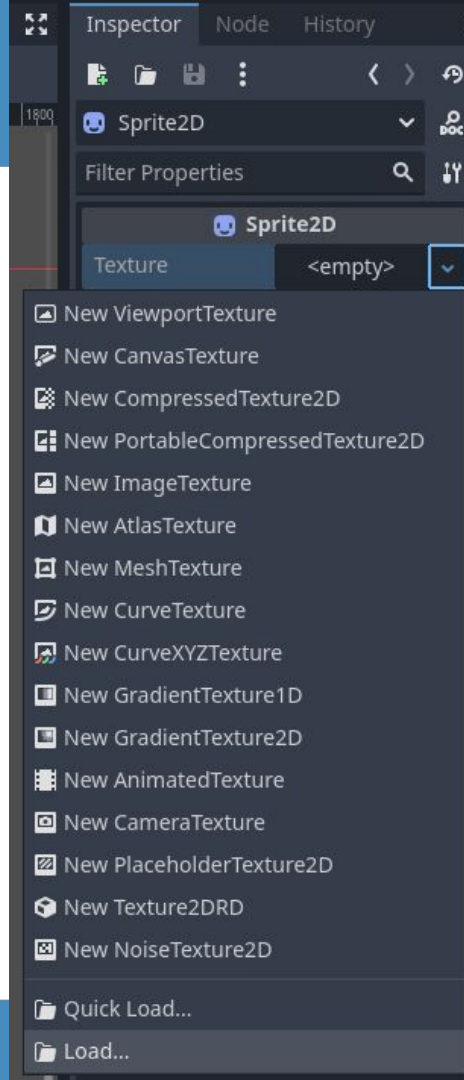 Inspector Node History
1800
Sprite2D
DOC
Filter Properties
Sprite2D
Texture <empty>
New ViewportTexture
New CanvasTexture
New CompressedTexture2D
New PortableCompressedTexture2D
New ImageTexture
New AtlasTexture
New MeshTexture
New CurveTexture
New CurveXYZTexture
New GradientTexture1D
New GradientTexture2D
New AnimatedTexture
New CameraTexture
New PlaceholderTexture2D
New Texture2DRD
New NoiseTexture2D
Quick Load...
Load...